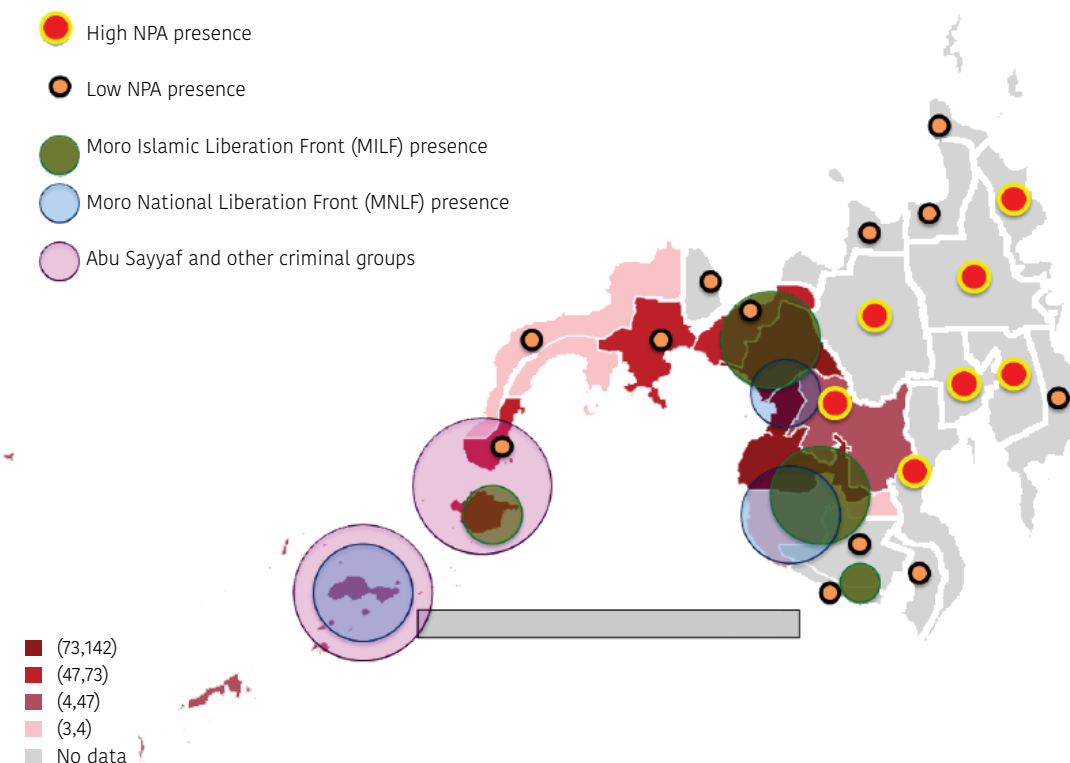 High NPA presence
Low NPA presence
Moro Islamic Liberation Front (MILF) presence
Moro National Liberation Front (MNLF) presence
Abu Sayyaf and other criminal groups
(73,142)
(47,73)
(4,47)
(3,4)
No data